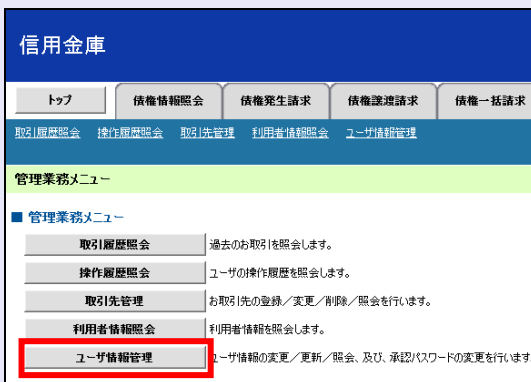 信用金庫
トップ 債権情報照会 債権発生請求 債権譲渡請求 債権一括請求
取引履歴照会 操作履歴照会 取引先管理 利用者情報照会 ユーザ情報管理
管理業務メニュー
■ 管理業務メニュー
取引履歴照会 過去のお取引を照会します。
操作履歴照会 ユーザの操作履歴を照会します。
取引先管理 お取引先の登録／変更／削除／照会を行います。
利用者情報照会 利用者情報を照会します。
ユーザ情報管理 ユーザ情報の変更／更新／照会、及び、承認パスワードの変更を行います